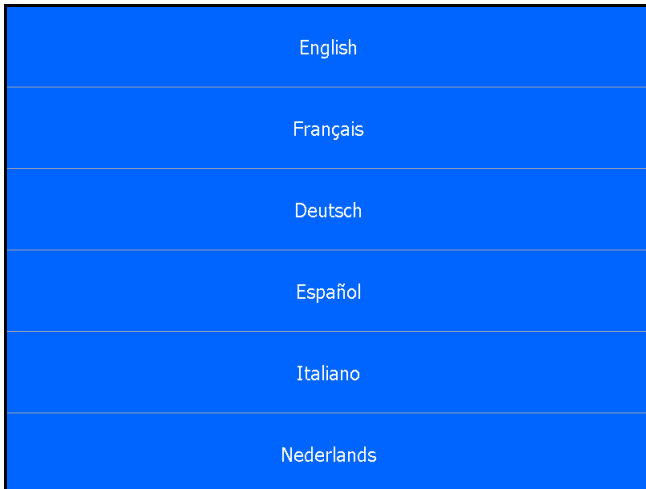 English
Français
Deutsch
Español
Italiano
Nederlands